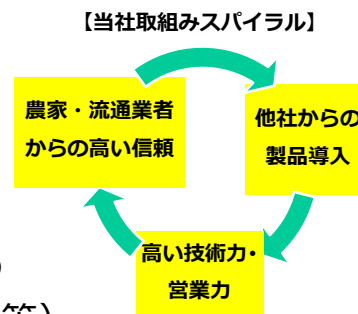 【当社取組みスパイラル】
農家・流通業者
からの高い信頼
他社からの
製品導入
高い技術力・
営業力
)
等)